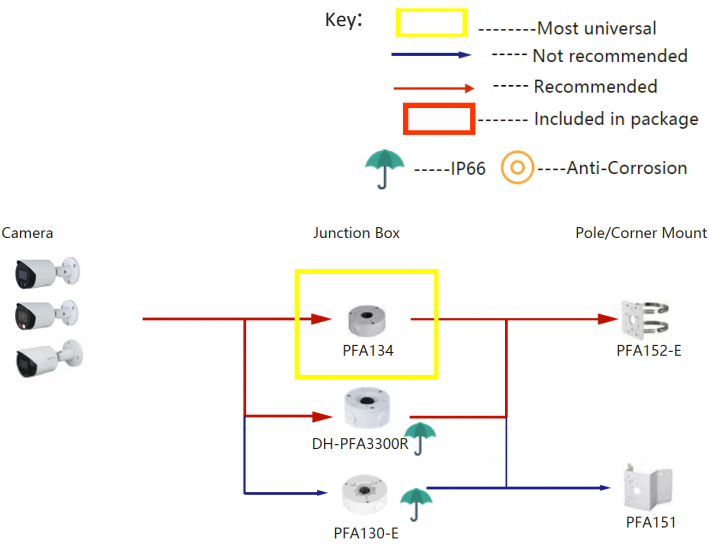 Key:
--------Most universal
----- Not recommended
----- Recommended
------- Included in package
-----IP66
----Anti-Corrosion
Camera
Junction Box
Pole/Corner Mount
PFA134
PFA152-E
DH-PFA3300R
PFA130-E
PFA151